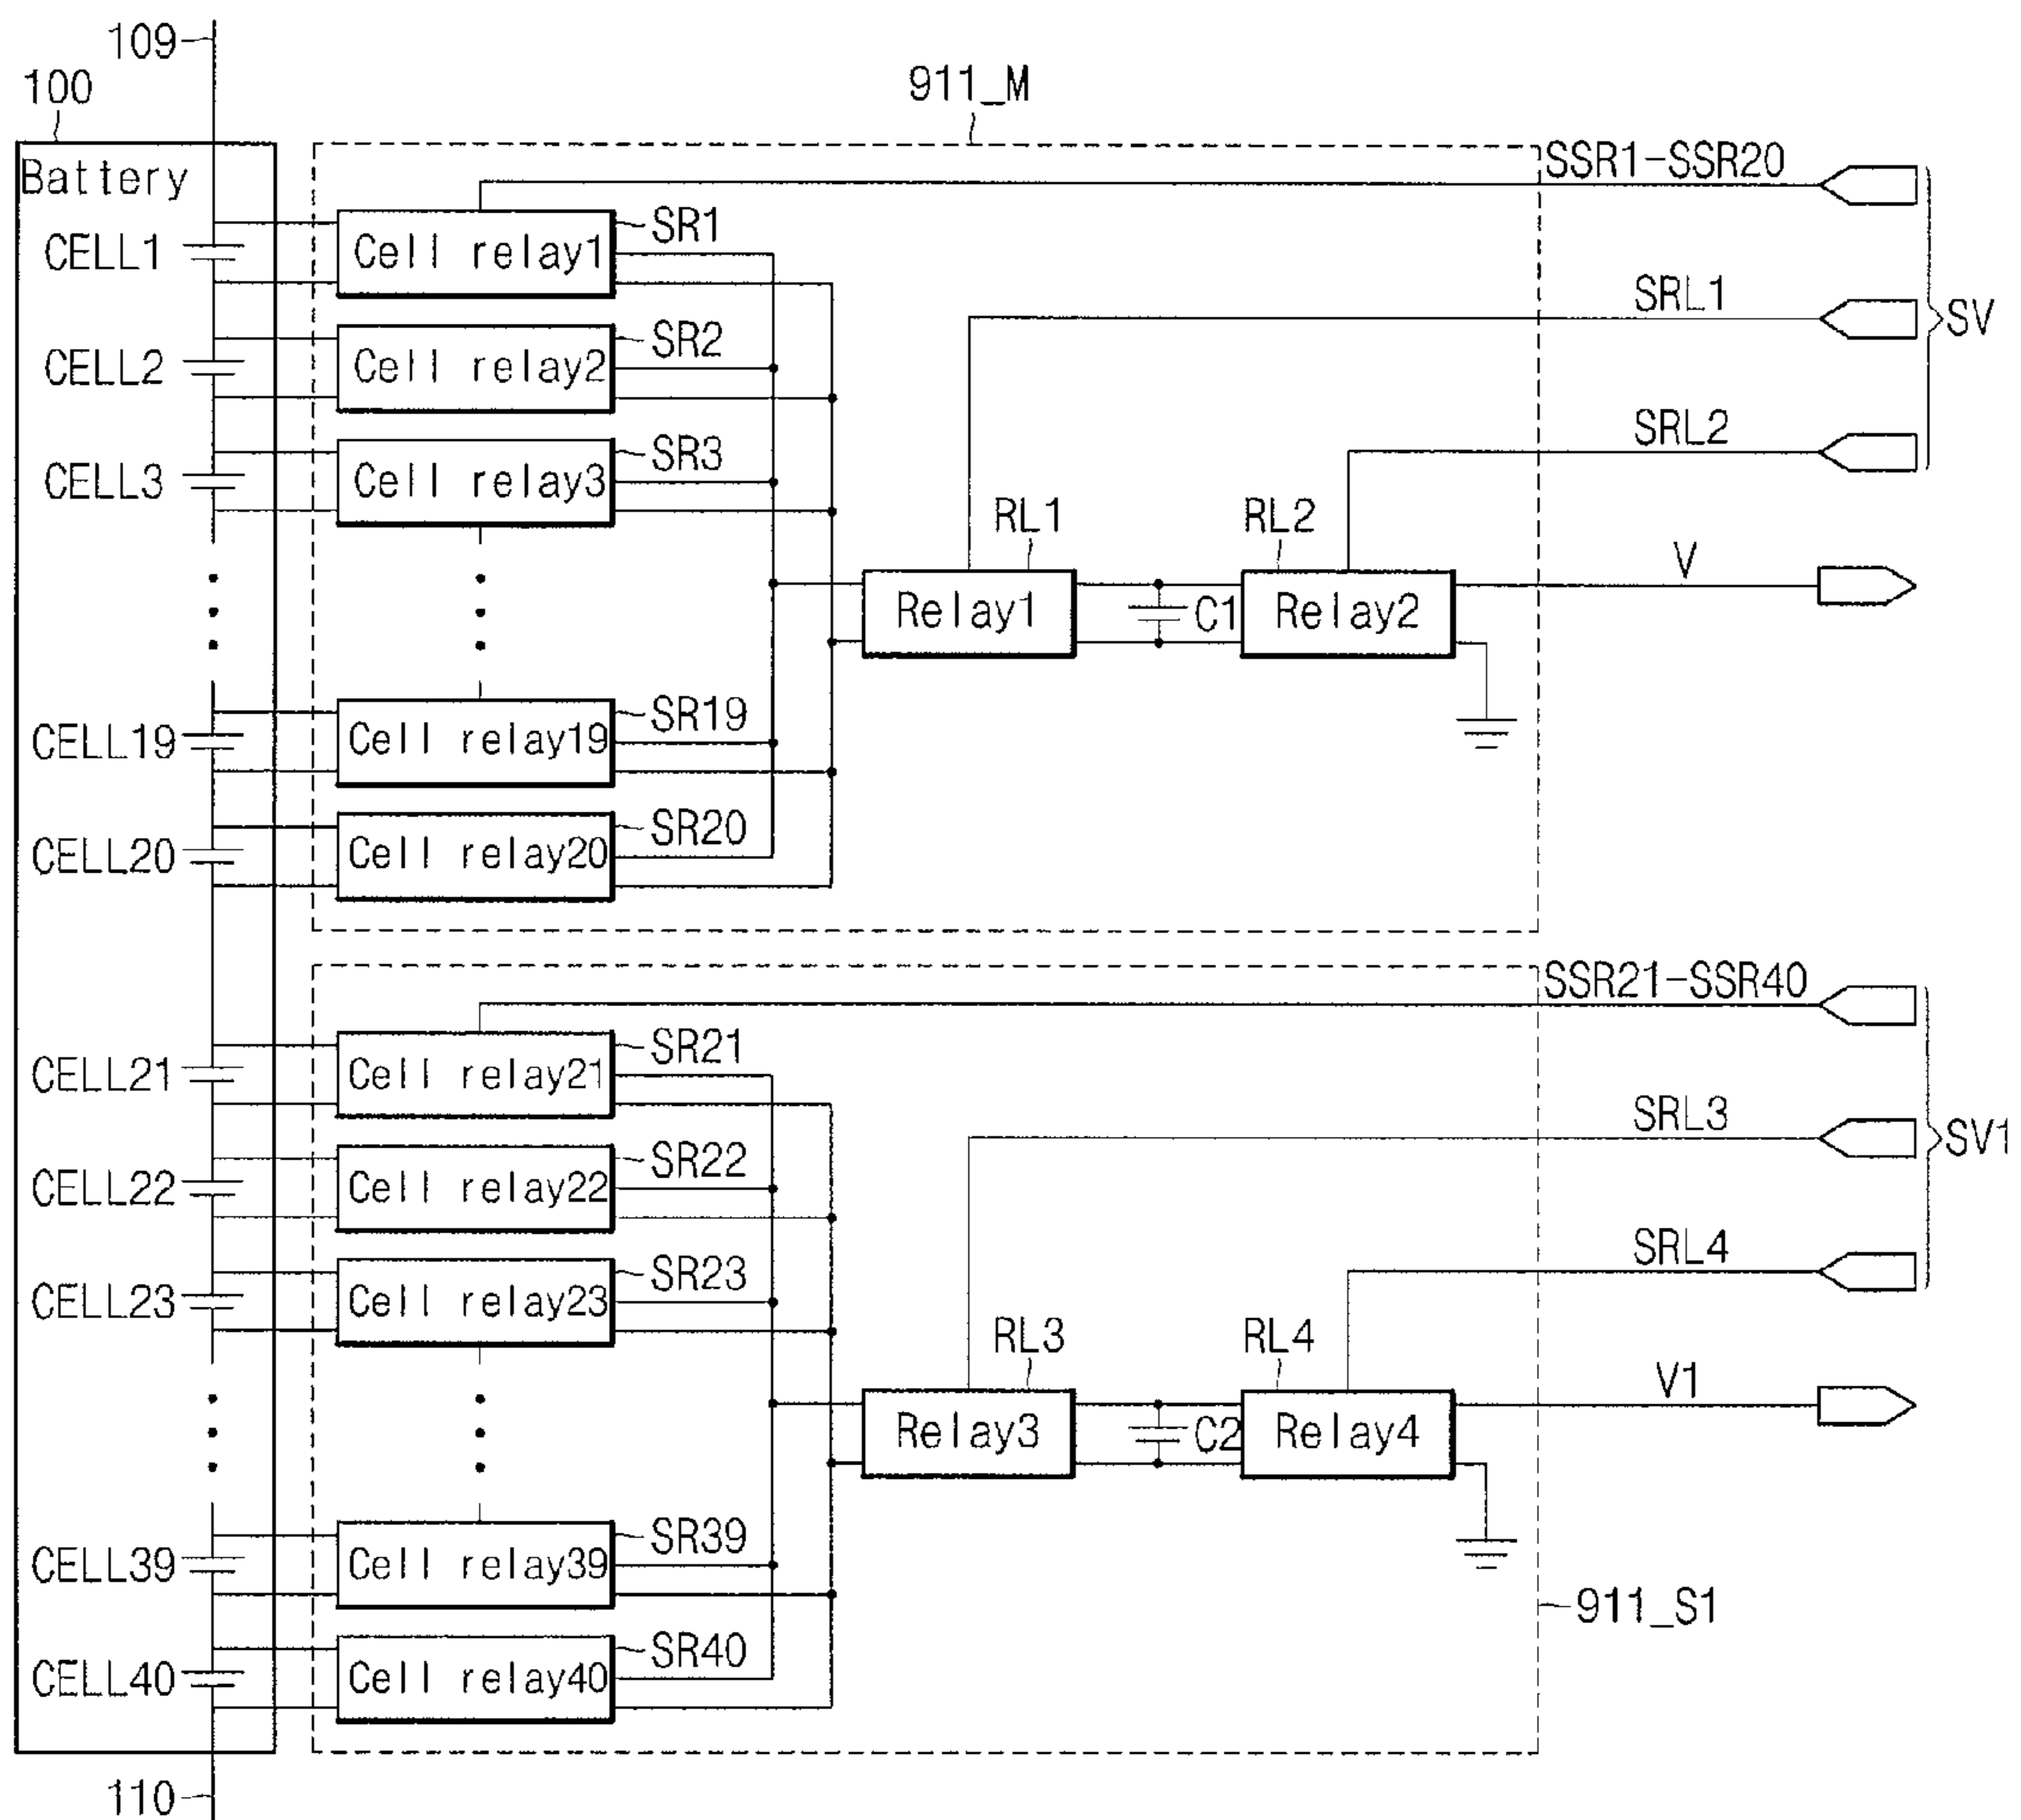 109
100
911_M
Battery
SSR1-SSR20
CELL1
Cell relay1
SR1
SRL1
SV
CELL2
Cell relay2
SR2
SRL2
CELL3
Cell relay3
SR3
RL1
RL2
V
Relay1
C1
Relay2
CELL19
Cell relay19
SR19
CELL20
Cell relay20
SR20
SSR21-SSR40
CELL21
Cell relay21
SR21
SRL3
SV1
CELL22
Cell relay22
SR22
SRL4
CELL23
Cell relay23
SR23
RL3
RL4
V1
Relay3
C2
Relay4
CELL39
Cell relay39
SR39
911_S1
CELL40
Cell relay40
SR40
110